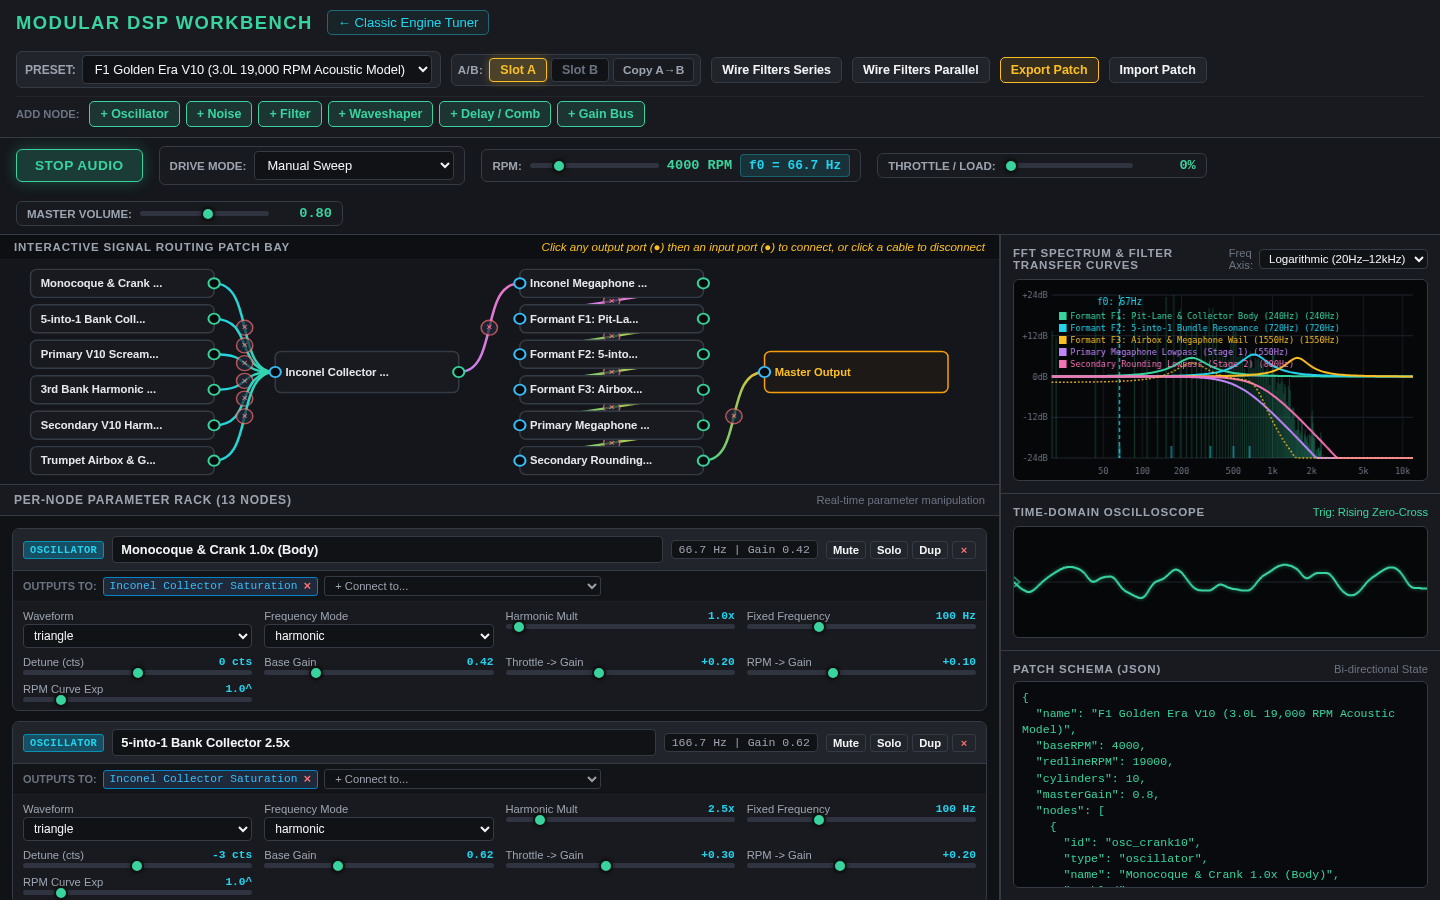 MODULAR DSP WORKBENCH
← Classic Engine Tuner
PRESET: F1 Golden Era V10 (3.0L 19,000 RPM Acoustic Model)
A/B: Slot A Slot B Copy A→B
Wire Filters Series Wire Filters Parallel Export Patch Import Patch
ADD NODE: + Oscillator + Noise + Filter + Waveshaper + Delay / Comb + Gain Bus
STOP AUDIO
DRIVE MODE: Manual Sweep
RPM: 4000 RPM f0 = 66.7 Hz
THROTTLE / LOAD: 0%
MASTER VOLUME: 0.80
INTERACTIVE SIGNAL ROUTING PATCH BAY
Click any output port (●) then an input port (●) to connect, or click a cable to disconnect
Monocoque & Crank ...
5-into-1 Bank Coll...
Primary V10 Scream...
3rd Bank Harmonic ...
Secondary V10 Harm...
Trumpet Airbox & G...
Inconel Collector ...
Inconel Megaphone ...
Formant F1: Pit-La...
Formant F2: 5-into...
Formant F3: Airbox...
Primary Megaphone ...
Secondary Rounding...
Master Output
PER-NODE PARAMETER RACK (13 NODES)
Real-time parameter manipulation
OSCILLATOR Monocoque & Crank 1.0x (Body) 66.7 Hz | Gain 0.42 Mute Solo Dup ×
OUTPUTS TO: Inconel Collector Saturation × + Connect to...
Waveform Frequency Mode Harmonic Mult 1.0x Fixed Frequency 100 Hz
triangle harmonic
Detune (cts) 0 cts Base Gain 0.42 Throttle -> Gain +0.20 RPM -> Gain +0.10
RPM Curve Exp 1.0^
OSCILLATOR 5-into-1 Bank Collector 2.5x 166.7 Hz | Gain 0.62 Mute Solo Dup ×
OUTPUTS TO: Inconel Collector Saturation × + Connect to...
Waveform Frequency Mode Harmonic Mult 2.5x Fixed Frequency 100 Hz
triangle harmonic
Detune (cts) -3 cts Base Gain 0.62 Throttle -> Gain +0.30 RPM -> Gain +0.20
RPM Curve Exp 1.0^
FFT SPECTRUM & FILTER
TRANSFER CURVES
Freq
Axis:
Logarithmic (20Hz–12kHz)
+24dB
+12dB
0dB
-12dB
-24dB
f0: 67Hz
Formant F1: Pit-Lane & Collector Body (240Hz) (240Hz)
Formant F2: 5-into-1 Bundle Resonance (720Hz) (720Hz)
Formant F3: Airbox & Megaphone Wail (1550Hz) (1550Hz)
Primary Megaphone Lowpass (Stage 1) (550Hz)
Secondary Rounding Lowpass (Stage 2) (800Hz)
50 100 200 500 1k 2k 5k 10k
TIME-DOMAIN OSCILLOSCOPE
Trig: Rising Zero-Cross
PATCH SCHEMA (JSON)
Bi-directional State
{
"name": "F1 Golden Era V10 (3.0L 19,000 RPM Acoustic
Model)",
"baseRPM": 4000,
"redlineRPM": 19000,
"cylinders": 10,
"masterGain": 0.8,
"nodes": [
{
"id": "osc_crank10",
"type": "oscillator",
"name": "Monocoque & Crank 1.0x (Body)",